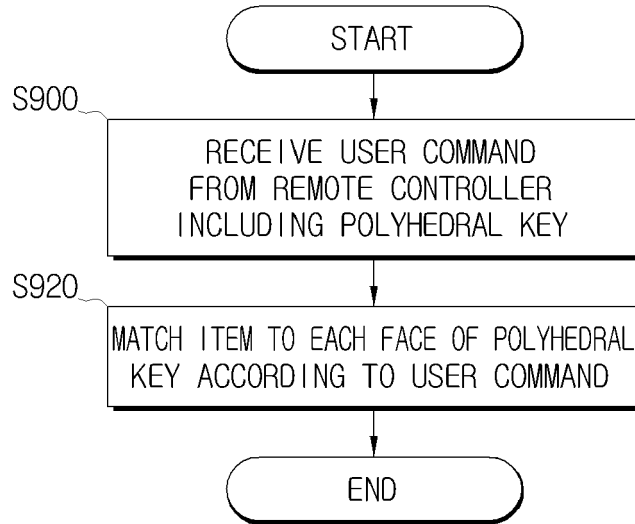 START
S900
RECEIVE USER COMMAND
FROM REMOTE CONTROLLER
INCLUDING POLYHEDRAL KEY
S920
MATCH ITEM TO EACH FACE OF POLYHEDRAL
KEY ACCORDING TO USER COMMAND
END